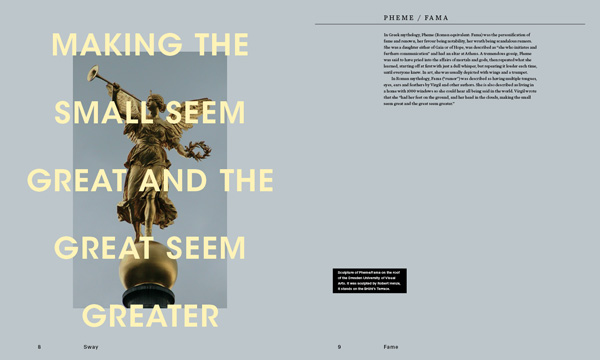 MAKING THE
SMALL SEEM
GREAT AND THE
GREAT SEEM
GREATER
8
Sway
PHEME / FAMA
In Greek mythology, Pheme (Roman equivalent: Fama) was the personification of
fame and renown, her favour being notability, her wrath being scandalous rumors.
She was a daughter either of Gaia or of Hope, was described as "she who initiates and
furthers communication" and had an altar at Athens. A tremendous gossip, Pheme
was said to have pried into the affairs of mortals and gods, then repeated what she
learned, starting off at first with just a dull whisper, but repeating it louder each time,
until everyone knew. In art, she was usually depicted with wings and a trumpet.
In Roman mythology, Fama ("rumor") was described as having multiple tongues,
eyes, ears and feathers by Virgil and other authors. She is also described as living in
a home with 1000 windows so she could hear all being said in the world. Virgil wrote
that she "had her feet on the ground, and her head in the clouds, making the small
seem great and the great seem greater."
Sculpture of Pheme/Fama on the roof
of the Dresden University of Visual
Arts. It was sculpted by Robert Henze.
It stands on the Brühl's Terrace.
9
Fame